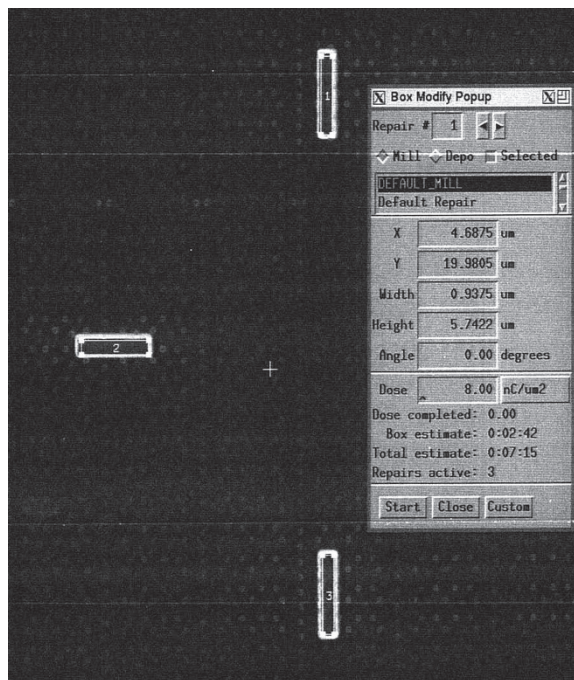 1
Box Modify Popup
Repair # 1
Mill Depo Selected
DEFAULT_MILL
Default Repair
X 4.6875 um
Y 19.9805 um
Width 0.9375 um
Height 5.7422 um
Angle 0.00 degrees
2
Dose 8.00 nC/um2
Dose completed: 0.00
Box estimate: 0:02:42
Total estimate: 0:07:15
Repairs active: 3
Start Close Custom
3